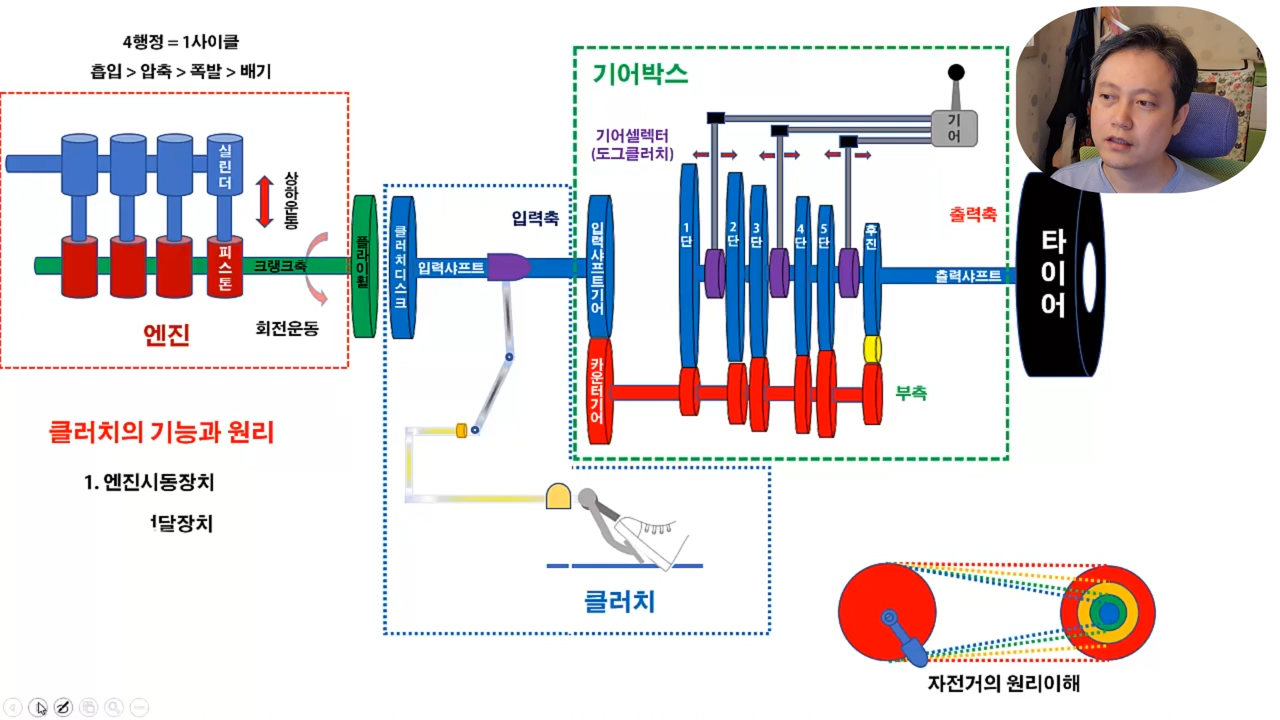 4행정 = 1사이클
흡입 > 압축 > 폭발 > 배기
실린더
상하운동
피스톤
크랭크축
엔진
회전운동
플라이휠
클러치디스크
입력축
입력샤프트
기어박스
기어셀렉터
(도그클러치)
기어
입력샤프트기어
1단
2단
3단
4단
5단
후진
출력축
출력샤프트
타이어
카운터기어
부측
클러치의 기능과 원리
1. 엔진시동장치
달장치
클러치
자전거의 원리이해